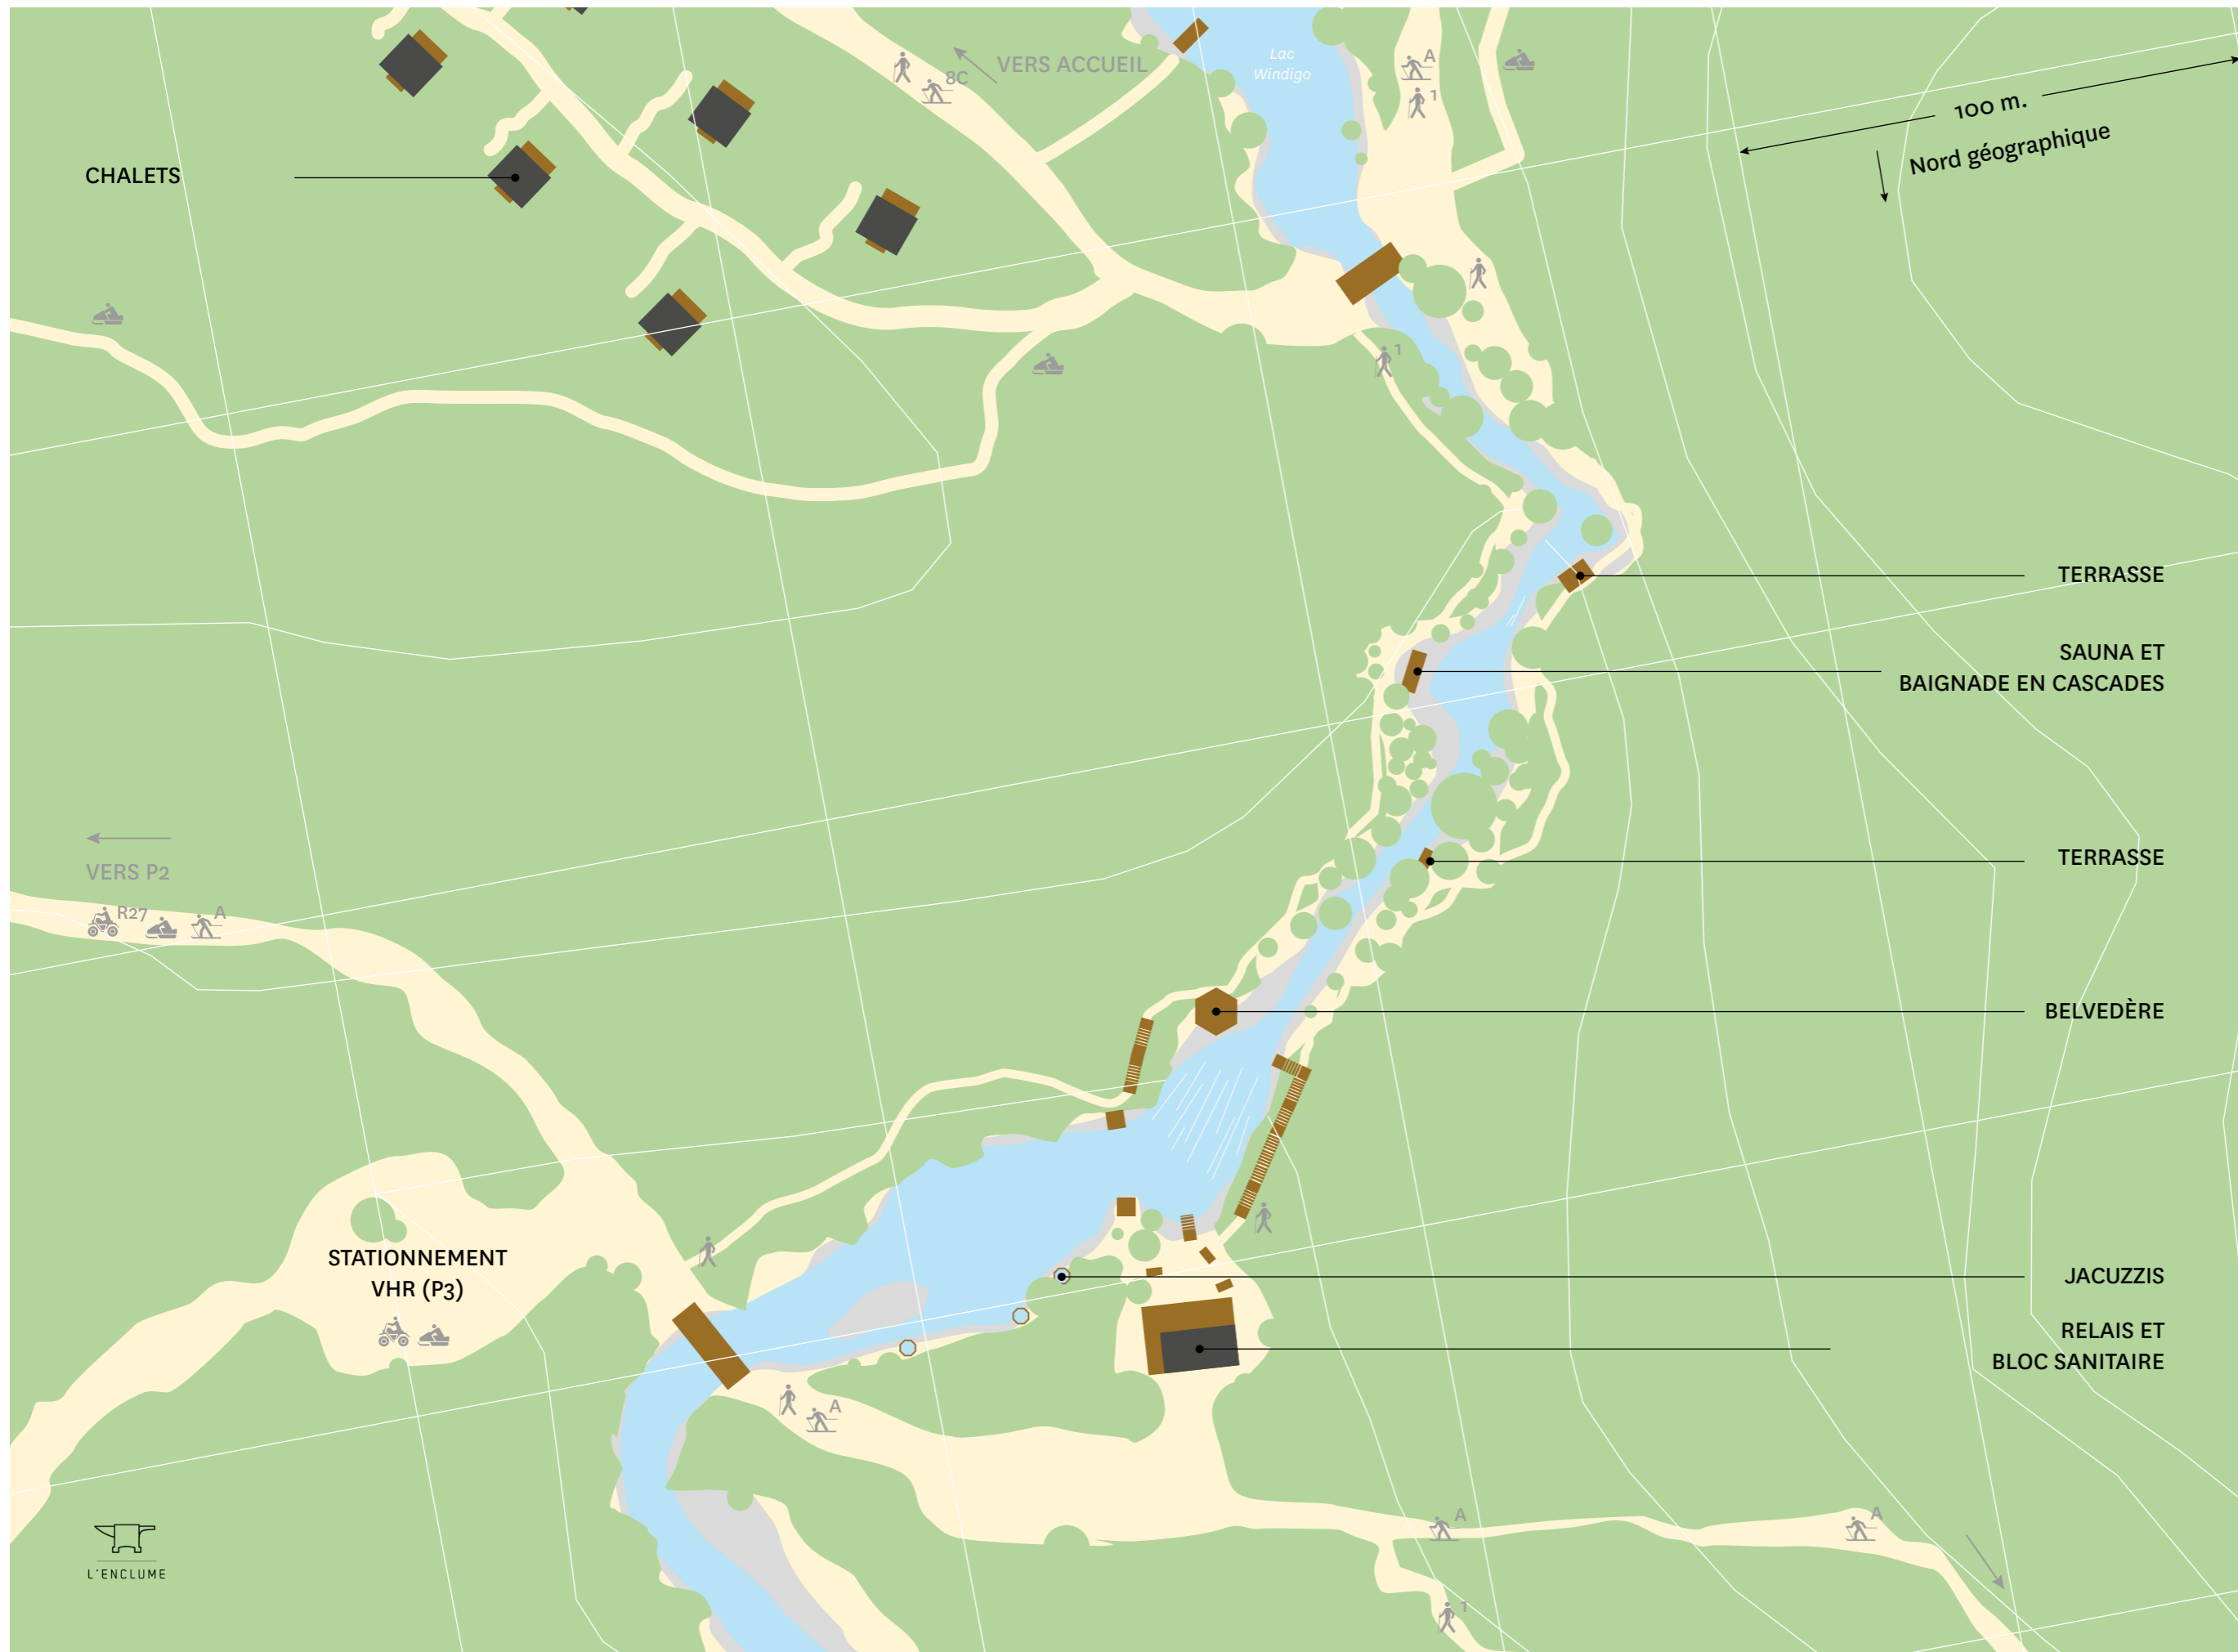 Lac
Windigo
A
VERS ACCUEIL
8C
1
100 m.
Nord géographique
CHALETS
1
TERRASSE
SAUNA ET
BAIGNADE EN CASCADES
VERS P2
TERRASSE
R27
A
BELVEDÈRE
STATIONNEMENT
VHR (P3)
JACUZZIS
RELAIS ET
BLOC SANITAIRE
A
A
A
L'ENCLUME
1